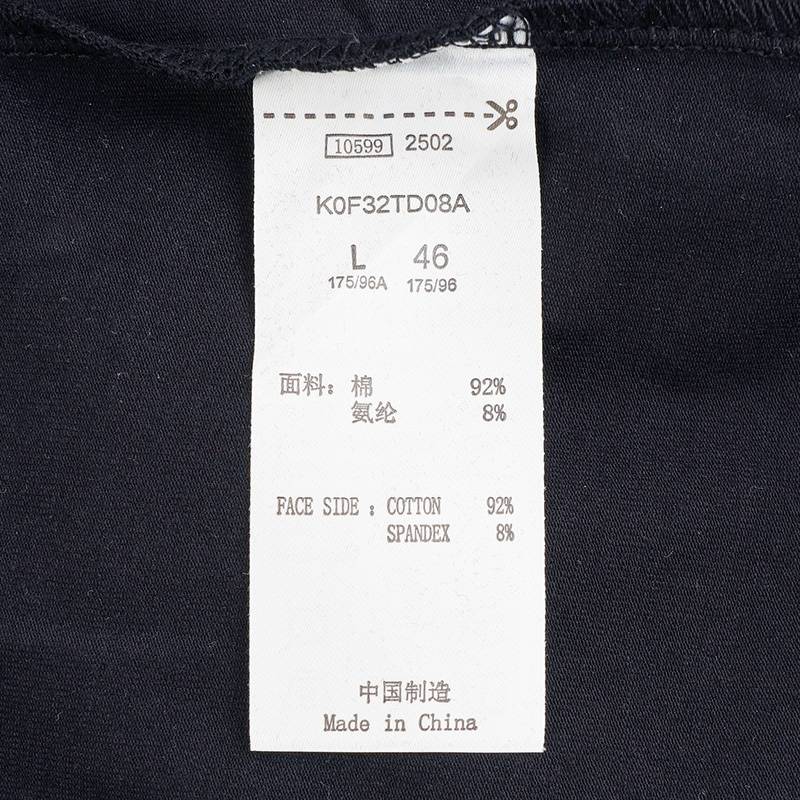 10599 2502
K0F32TD08A
L 46
175/96A 175/96
面料：棉 92%
氨纶 8%
FACE SIDE : COTTON 92%
SPANDEX 8%
中国制造
Made in China